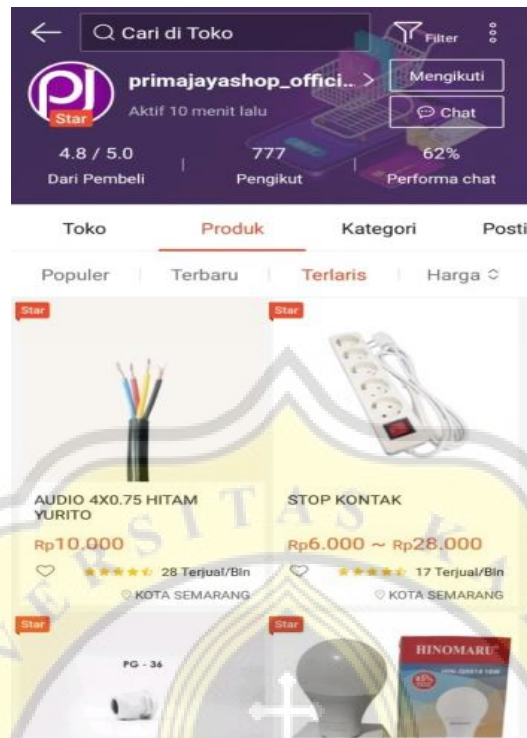 Cari di Toko
Filter
PJ
Star
primajayashop_offici..
Mengikuti
Aktif 10 menit lalu
Chat
4.8 / 5.0
777
62%
Dari Pembeli
Pengikut
Performa chat
Toko
Produk
Kategori
Posti
Populer
Terbaru
Terlaris
Harga
Star
Star
AUDIO 4X0.75 HITAM
YURITO
STOP KONTAK
Rp10.000
Rp6.000 ~ Rp28.000
28 Terjual/Bln
17 Terjual/Bln
KOTA SEMARANG
KOTA SEMARANG
ERSITAS KA
Star
Star
PG - 36
HINOMARU